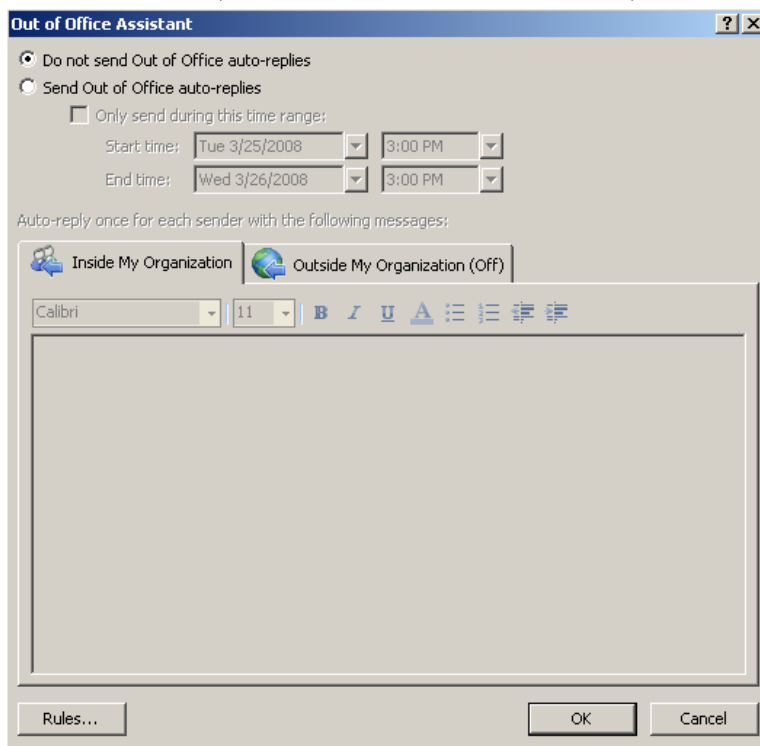 Out of Office Assistant ? X
Do not send Out of Office auto-replies
Send Out of Office auto-replies
Only send during this time range:
Start time: Tue 3/25/2008 3:00 PM
End time: Wed 3/26/2008 3:00 PM
Auto-reply once for each sender with the following messages:
Inside My Organization Outside My Organization (Off)
Calibri 11 B I U A
Rules... OK Cancel